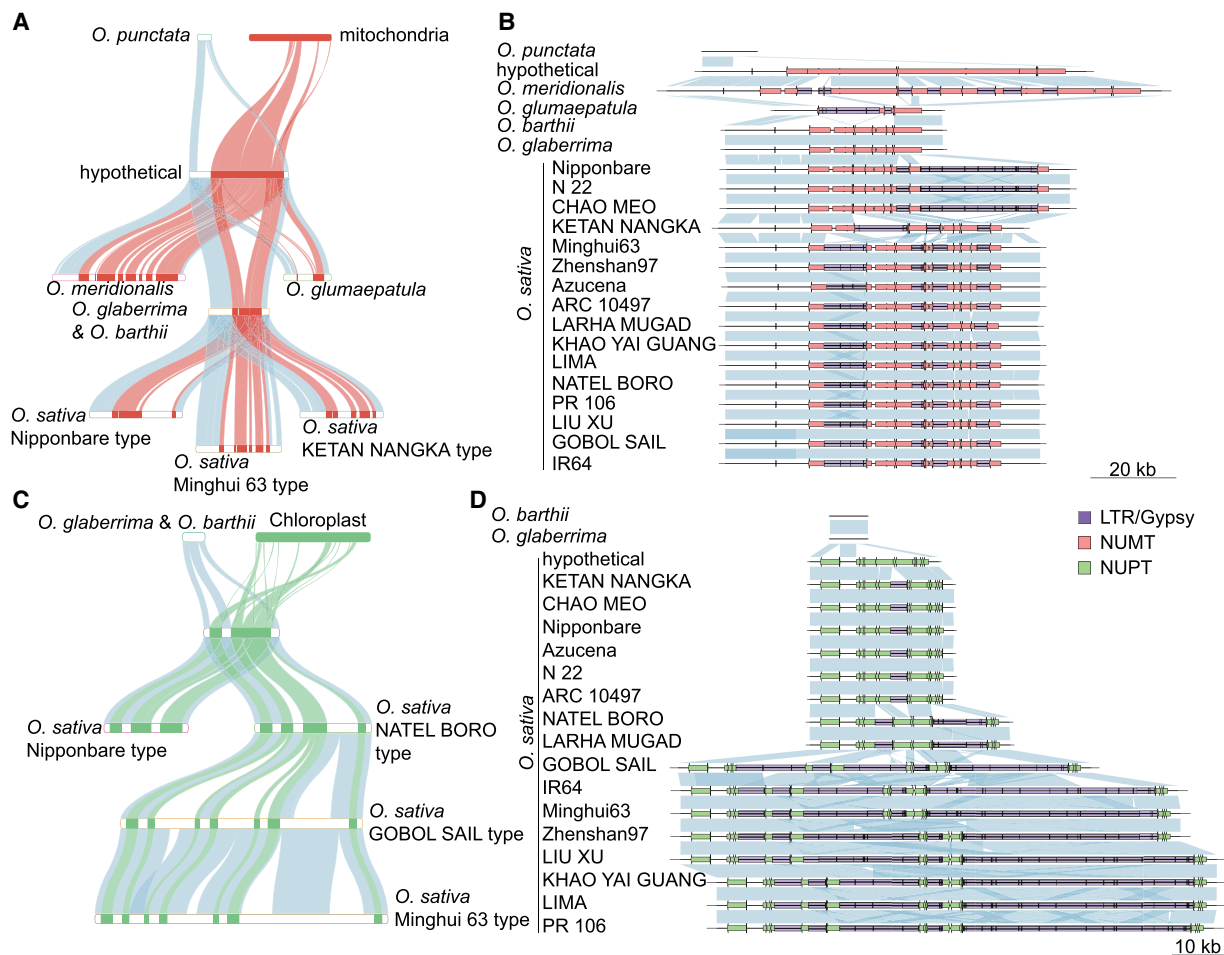 A
O. punctata
mitochondria
hypothetical
O. meridionalis
O. glaberrima
& O. barthii
O. glumaepatula
O. sativa
Nipponbare type
O. sativa
KETAN NANGKA type
O. sativa
Minghui 63 type
B
O. punctata
hypothetical
O. meridionalis
O. glumaepatula
O. barthii
O. glaberrima
O. sativa
Nipponbare
N 22
CHAO MEO
KETAN NANGKA
Minghui63
Zhenshan97
Azucena
ARC 10497
LARHA MUGAD
KHAO YAI GUANG
LIMA
NATEL BORO
PR 106
LIU XU
GOBOL SAIL
IR64
20 kb
C
O. glaberrima & O. barthii
Chloroplast
O. sativa
Nipponbare type
O. sativa
NATEL BORO
type
O. sativa
GOBOL SAIL type
O. sativa
Minghui 63 type
D
O. barthii
O. glaberrima
O. sativa
hypothetical
KETAN NANGKA
CHAO MEO
Nipponbare
Azucena
N 22
ARC 10497
NATEL BORO
LARHA MUGAD
GOBOL SAIL
IR64
Minghui63
Zhenshan97
LIU XU
KHAO YAI GUANG
LIMA
PR 106
LTR/Gypsy
NUMT
NUPT
10 kb